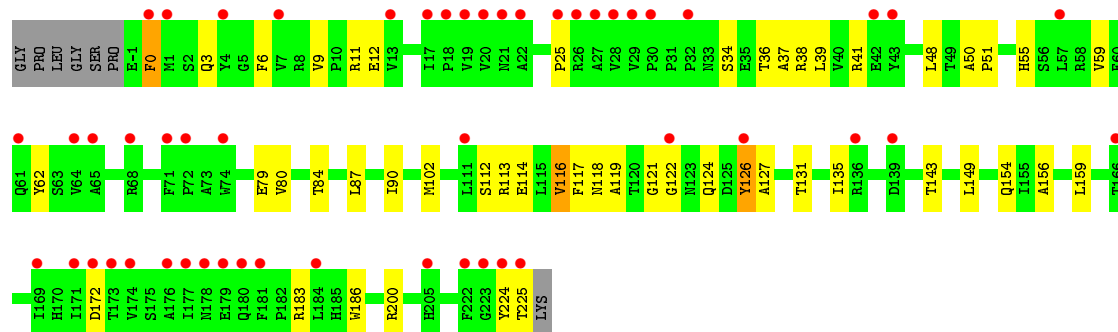 GLY PRO LEU GLY SER PRO E-1 F0 M1 S2 Q3 Y4 G5 F6 V7 R8 V9 P10 R11 E12 V13 I17 P18 V19 V20 N21 A22 P25 R26 A27 V28 V29 P30 P31 P32 N33 S34 E35 T36 A37 R38 L39 V40 R41 E42 Y43 L48 T49 A50 P51 H55 S56 L57 R58 V59 E60
Q61 Y62 S63 V64 A65 R68 F71 P72 A73 W74 E79 V80 T84 L87 I90 M102 L111 S112 R113 E114 L115 V116 F117 N118 A119 T120 G121 G122 N123 Q124 D125 Y126 A127 T131 I135 R136 D139 T143 L149 Q154 I155 A156 L159 T166
I169 H170 I171 D172 T173 V174 S175 A176 I177 N178 E179 Q180 F181 P182 R183 L184 H185 W186 R200 H205 F222 G223 Y224 T225 LYS